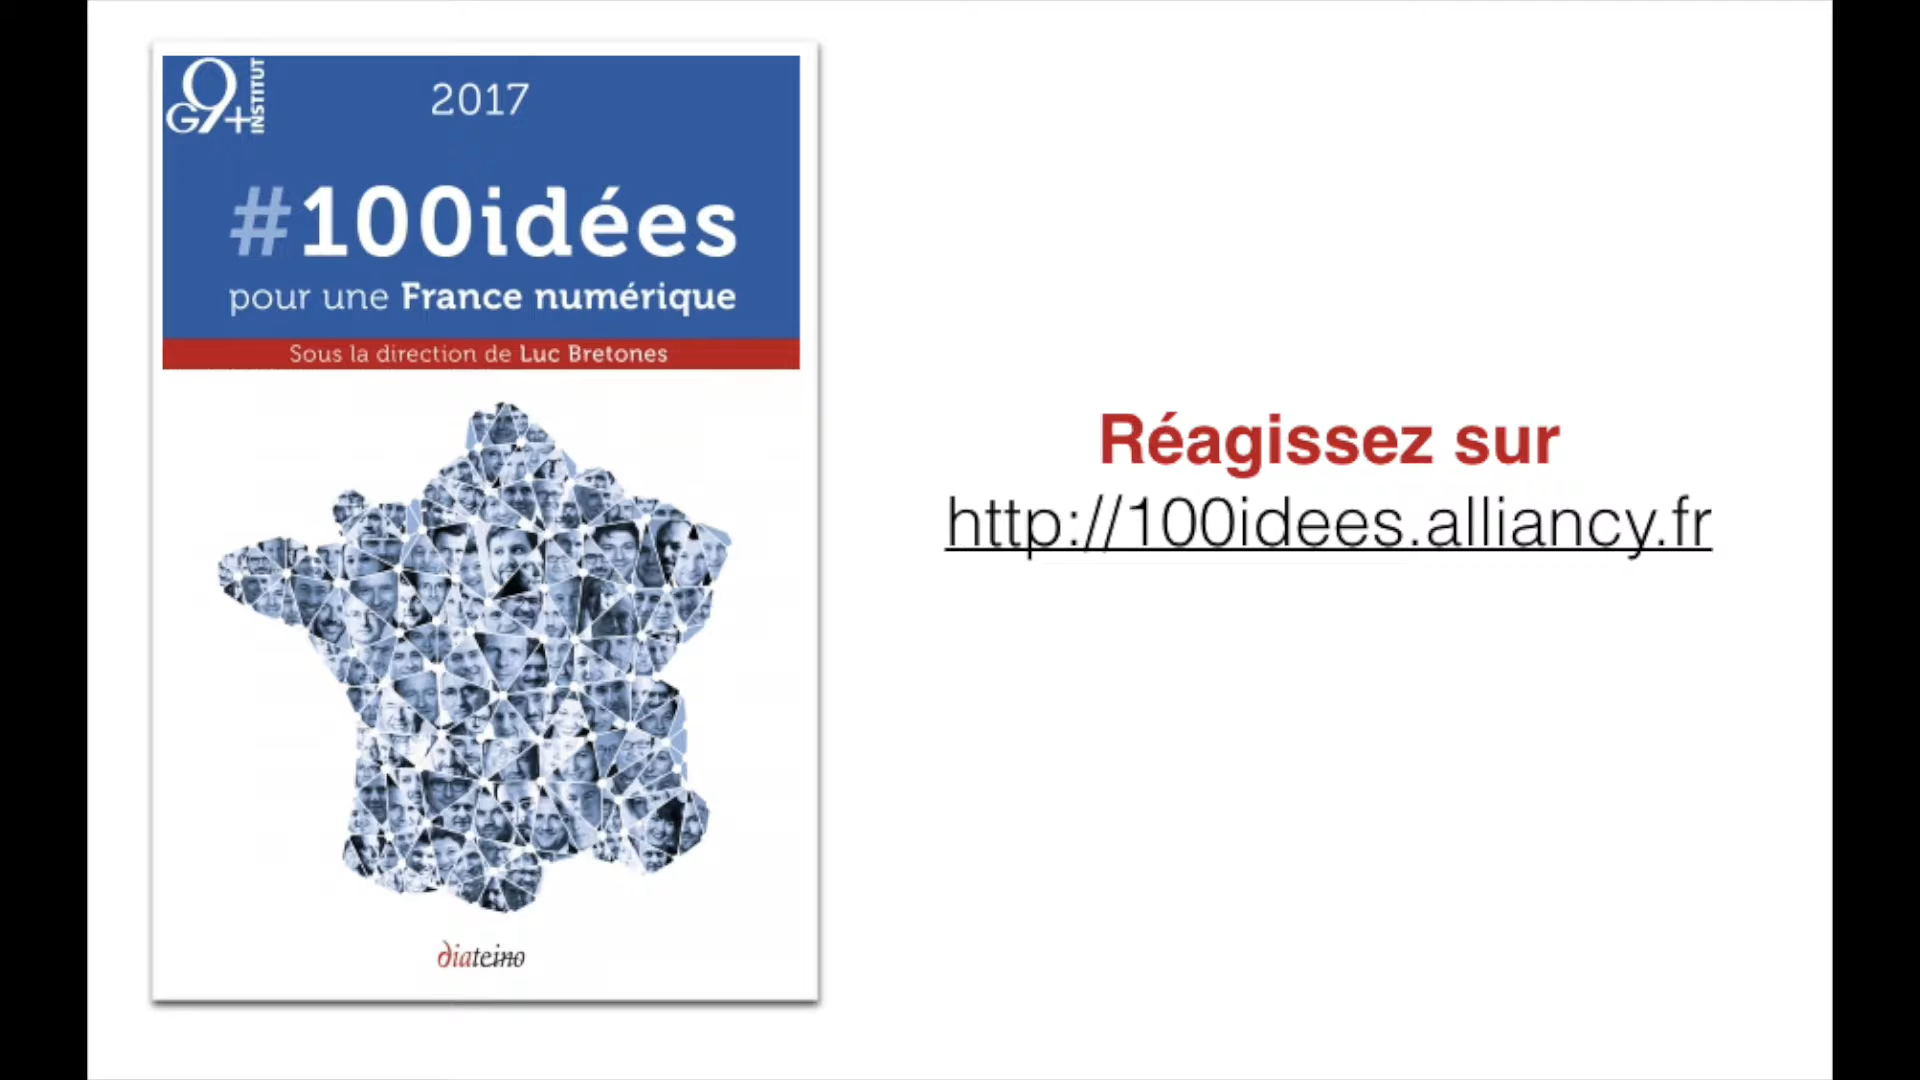 G9+
INSTITUT
2017
#100idées
pour une France numérique
Sous la direction de Luc Bretones
diateino
Réagissez sur
http://100idees.alliancy.fr